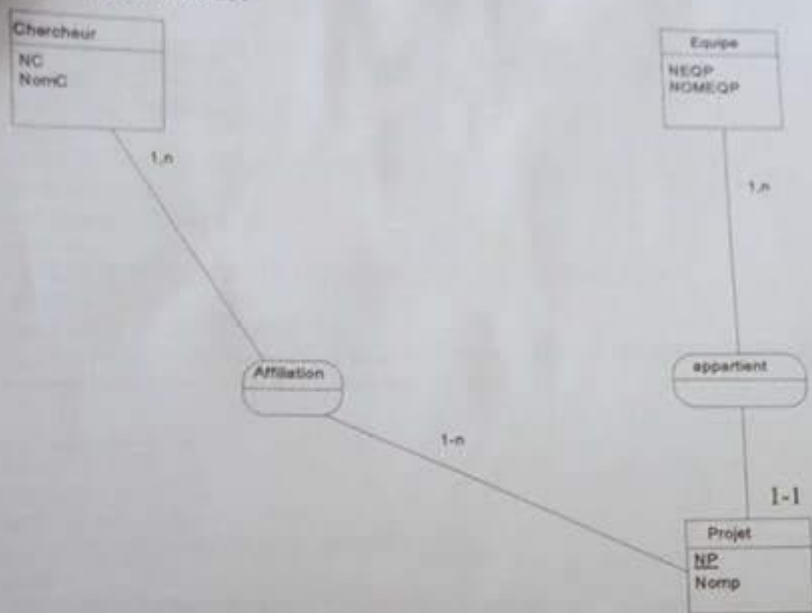 Chercheur
NC
NomC
Equipe
NEQP
NOMEQP
1,n
1,n
Affiliation
appartient
1-n
1-1
Projet
NP
Nomp